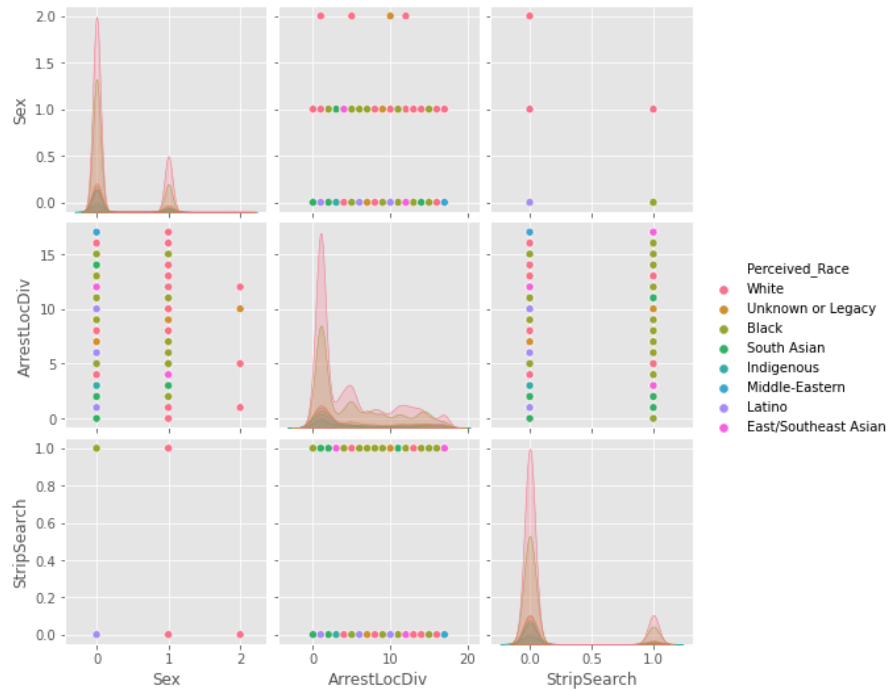 2.0
1.5
1.0
0.5
0.0
Sex
15
10
5
0
ArrestLocDiv
1.0
0.8
0.6
0.4
0.2
0.0
StripSearch
0 1 2
Sex
0 10 20
ArrestLocDiv
0.0 0.5 1.0
StripSearch
Perceived_Race
White
Unknown or Legacy
Black
South Asian
Indigenous
Middle-Eastern
Latino
East/Southeast Asian